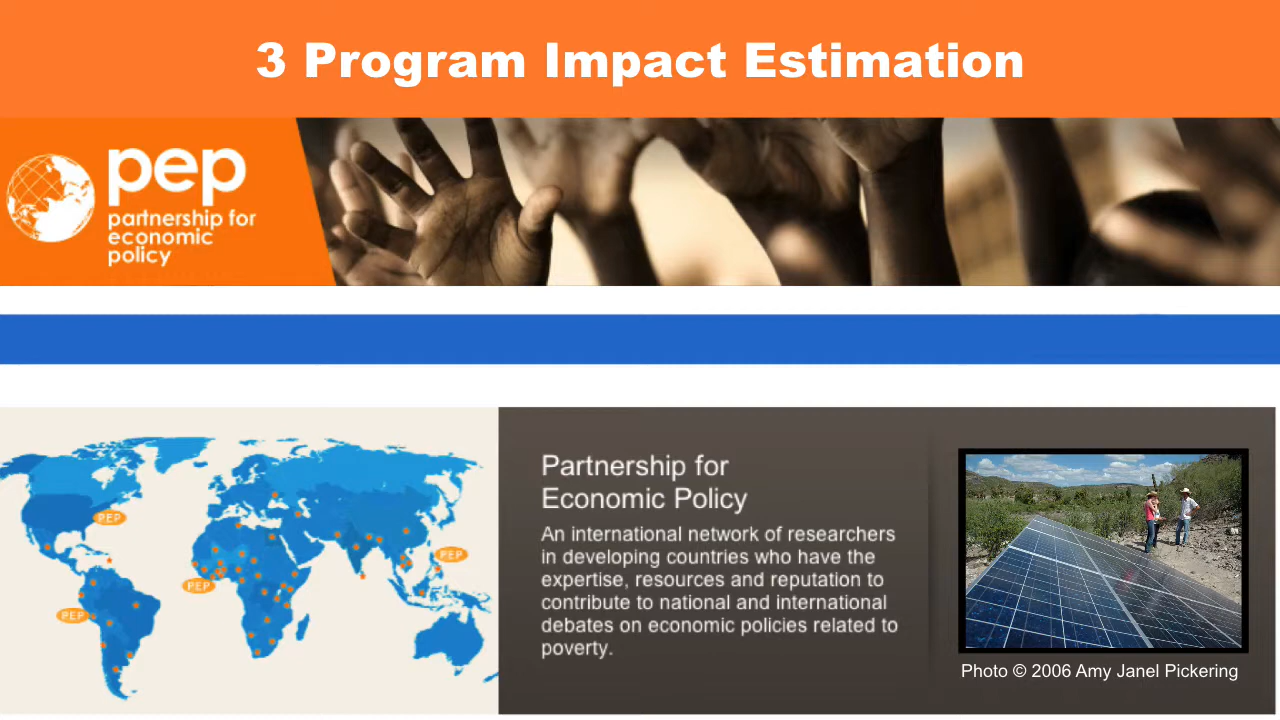 3 Program Impact Estimation
pep
partnership for
economic
policy
PEP
PEP
PEP
PEP
Partnership for
Economic Policy
An international network of researchers
in developing countries who have the
expertise, resources and reputation to
contribute to national and international
debates on economic policies related to
poverty.
Photo © 2006 Amy Janel Pickering